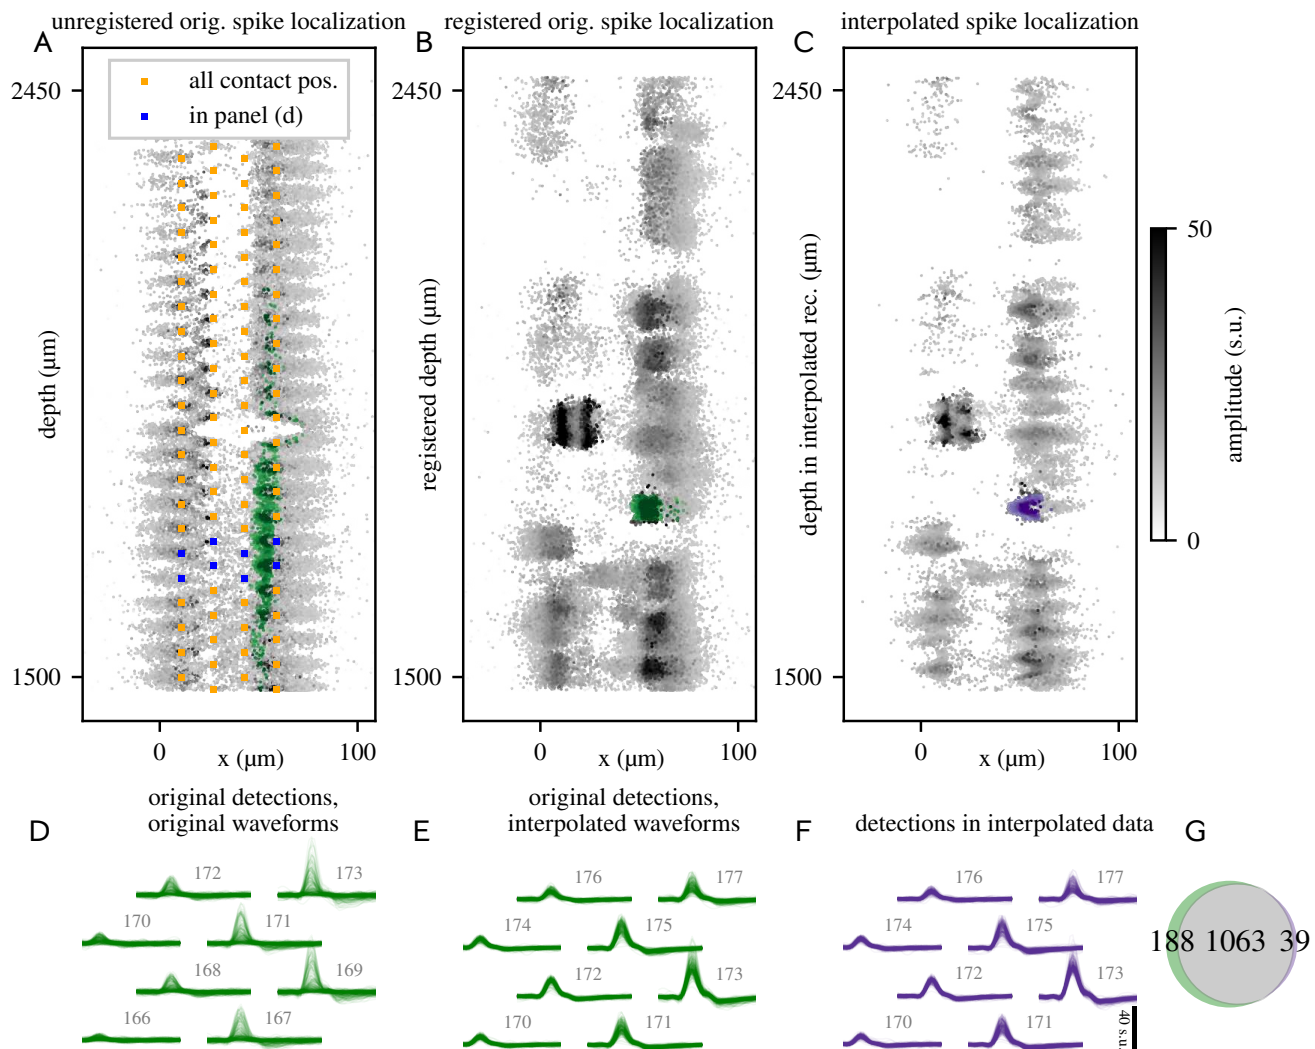 unregistered orig. spike localization
registered orig. spike localization
interpolated spike localization
A
B
C
all contact pos.
in panel (d)
2450
1500
depth (µm)
0
100
x (µm)
2450
1500
registered depth (µm)
0
100
x (µm)
2450
1500
depth in interpolated rec. (µm)
0
100
x (µm)
50
0
amplitude (s.u.)
D
original detections,
original waveforms
172
173
170
171
168
169
166
167
E
original detections,
interpolated waveforms
176
177
174
175
172
173
170
171
F
detections in interpolated data
176
177
174
175
172
173
170
171
40 s.u.
G
188 1063 39